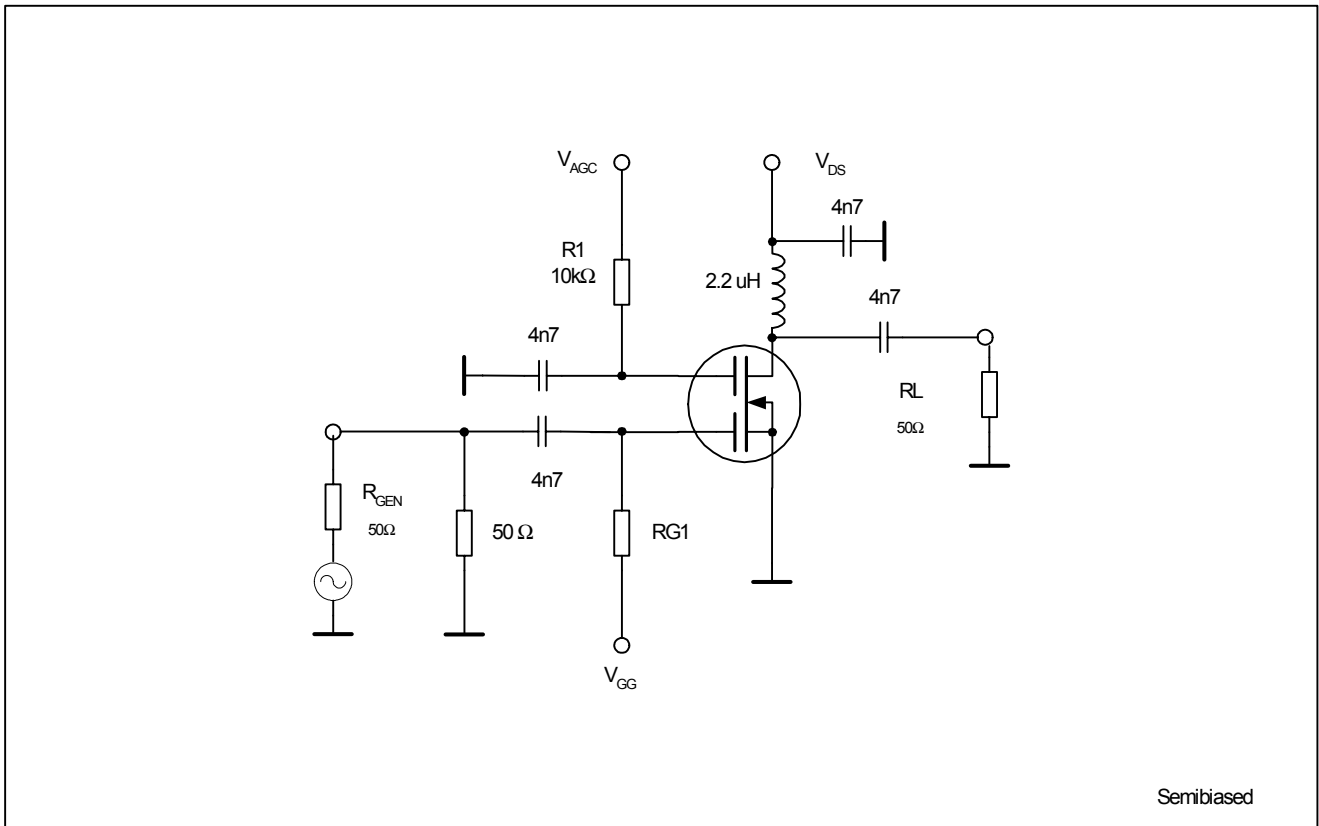 V_AGC
V_DS
4n7
R1
10kΩ
2.2 uH
4n7
4n7
RL
50Ω
4n7
R_GEN
50Ω
50 Ω
RG1
V_GG
Semibiased